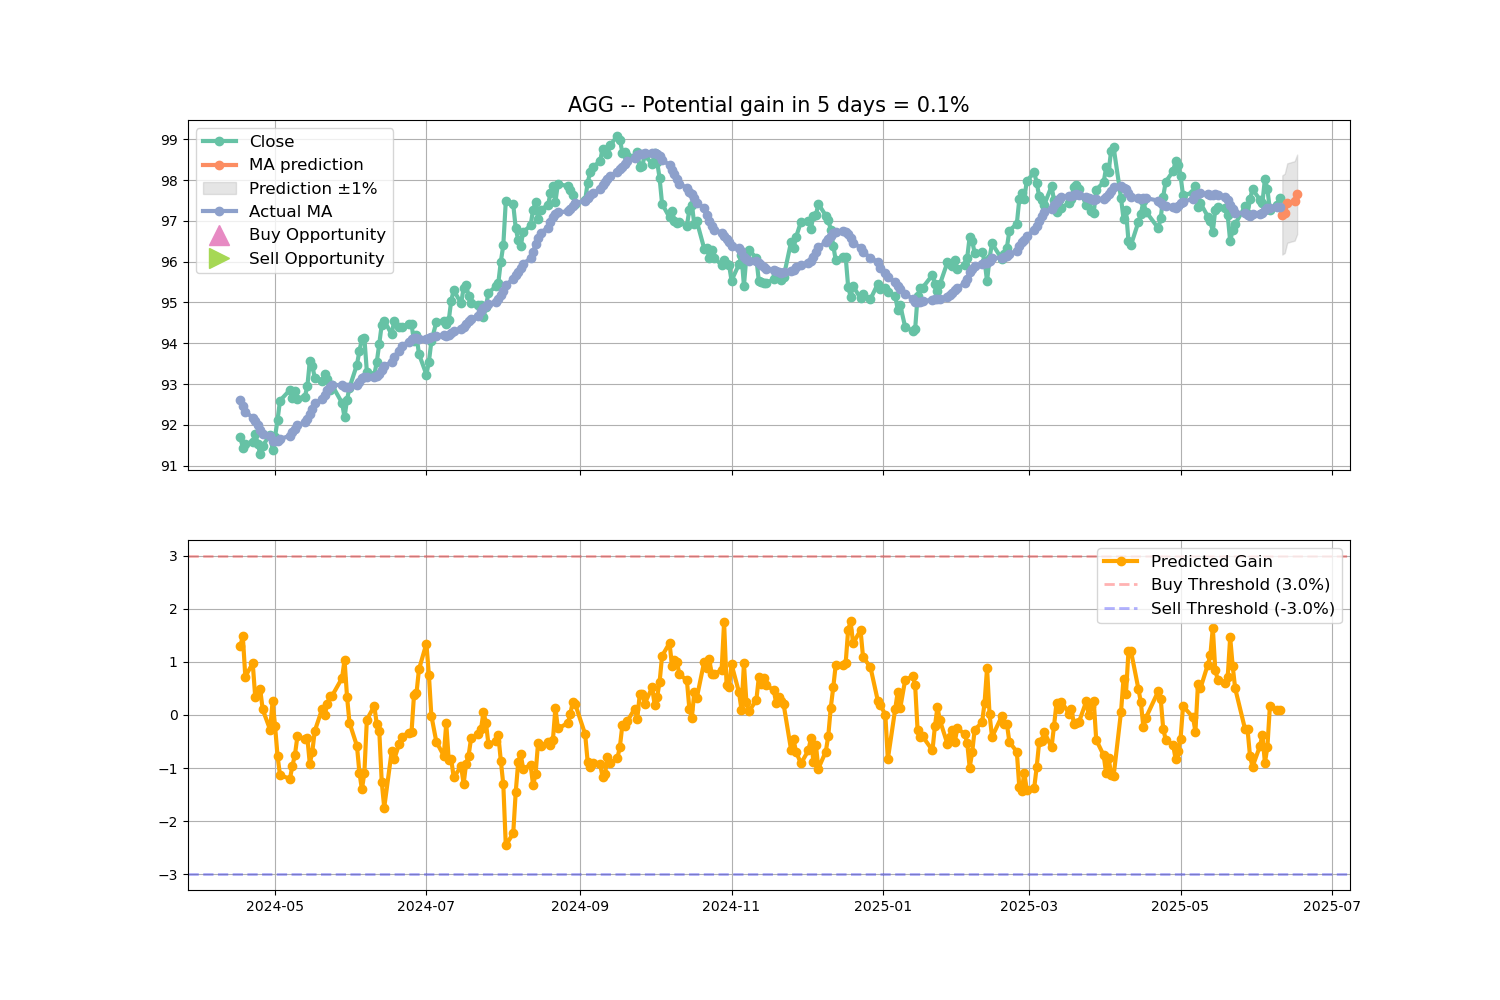 AGG -- Potential gain in 5 days = 0.1%
99
98
97
96
95
94
93
92
91
Close
MA prediction
Prediction ±1%
Actual MA
Buy Opportunity
Sell Opportunity
3
2
1
0
−1
−2
−3
Predicted Gain
Buy Threshold (3.0%)
Sell Threshold (-3.0%)
2024-05
2024-07
2024-09
2024-11
2025-01
2025-03
2025-05
2025-07